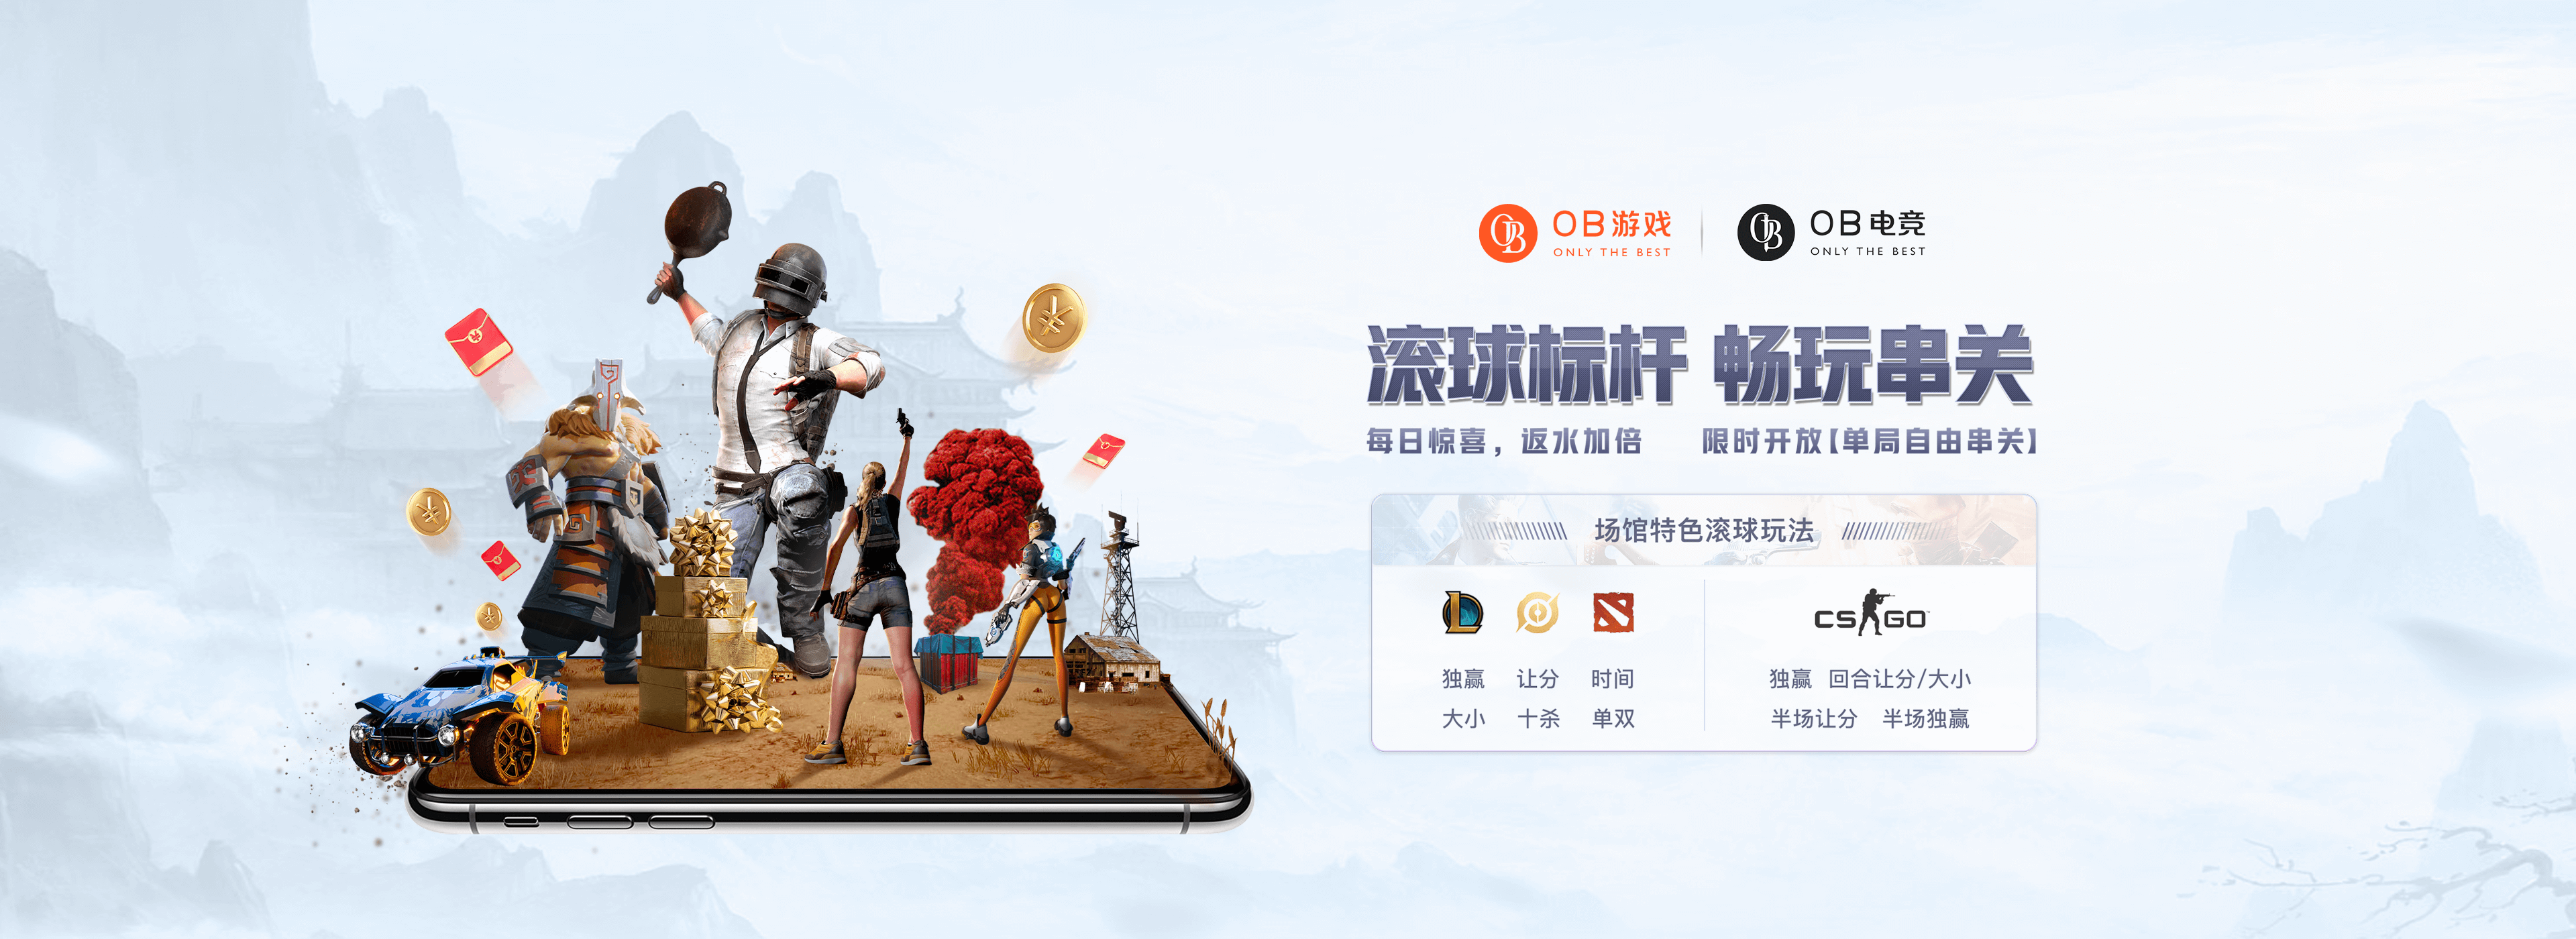 OB游戏
ONLY THE BEST
OB电竞
ONLY THE BEST
滚球标杆 畅玩串关
每日惊喜，返水加倍 限时开放【单局自由串关】
场馆特色滚球玩法
CS GO
独赢 让分 时间
大小 十杀 单双
独赢 回合让分/大小
半场让分 半场独赢